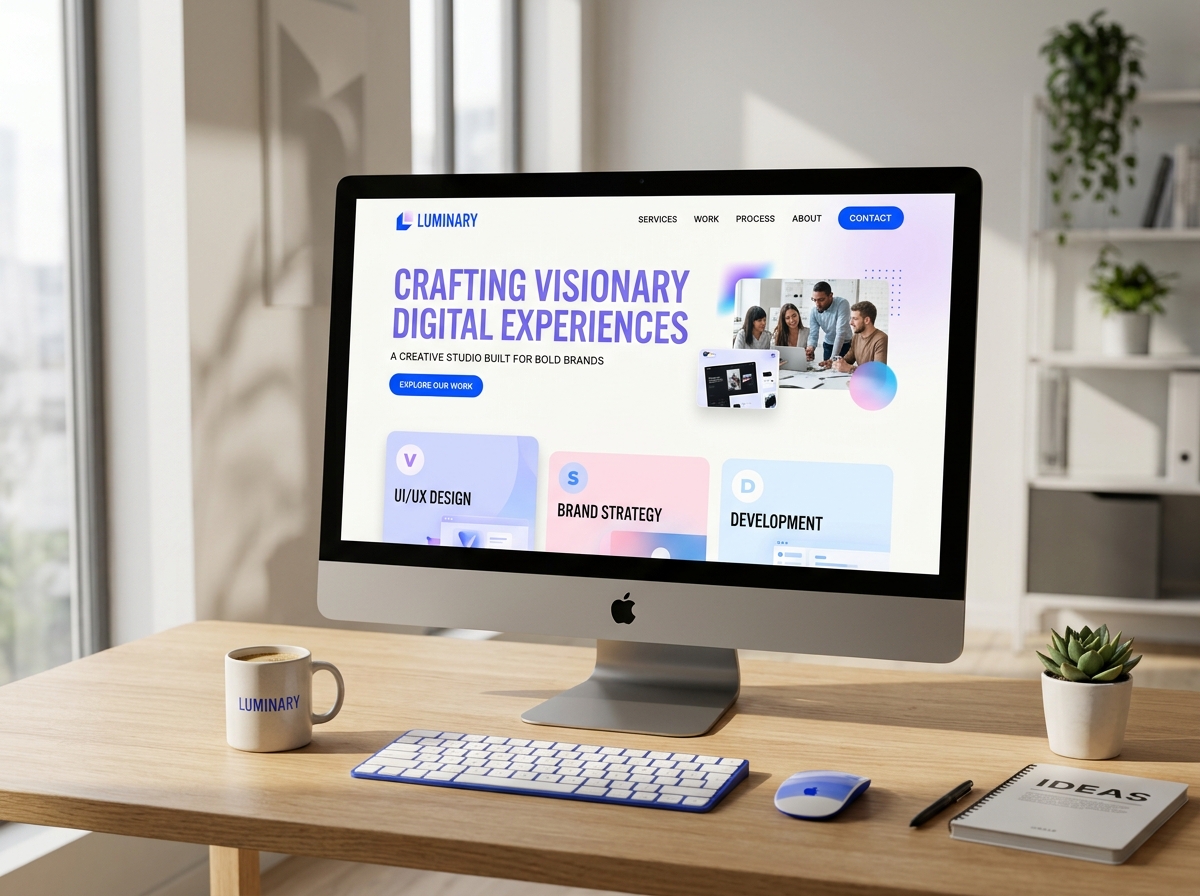 LUMINARY
SERVICES WORK PROCESS ABOUT CONTACT
CRAFTING VISIONARY
DIGITAL EXPERIENCES
A CREATIVE STUDIO BUILT FOR BOLD BRANDS
EXPLORE OUR WORK
V
UI/UX DESIGN
S
BRAND STRATEGY
D
DEVELOPMENT
LUMINARY
IDEAS